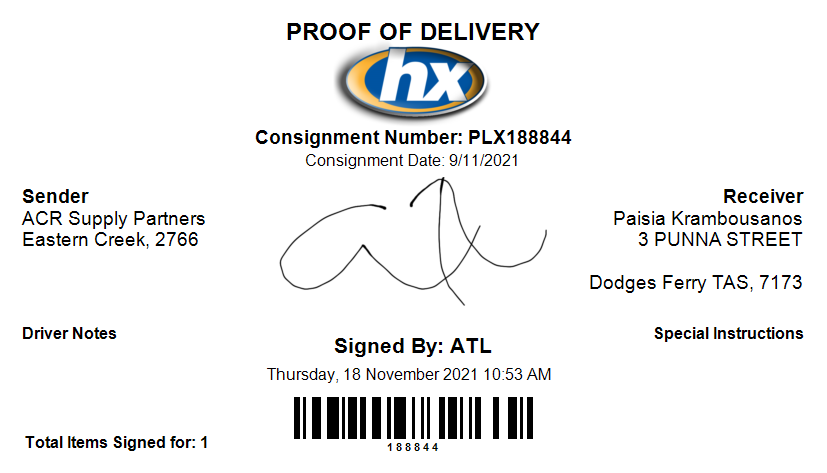 PROOF OF DELIVERY
hx
Consignment Number: PLX188844
Consignment Date: 9/11/2021
Sender
ACR Supply Partners
Eastern Creek, 2766
Receiver
Paisia Krambousanos
3 PUNNA STREET
Dodges Ferry TAS, 7173
atl
Driver Notes
Special Instructions
Signed By: ATL
Thursday, 18 November 2021 10:53 AM
188844
Total Items Signed for: 1